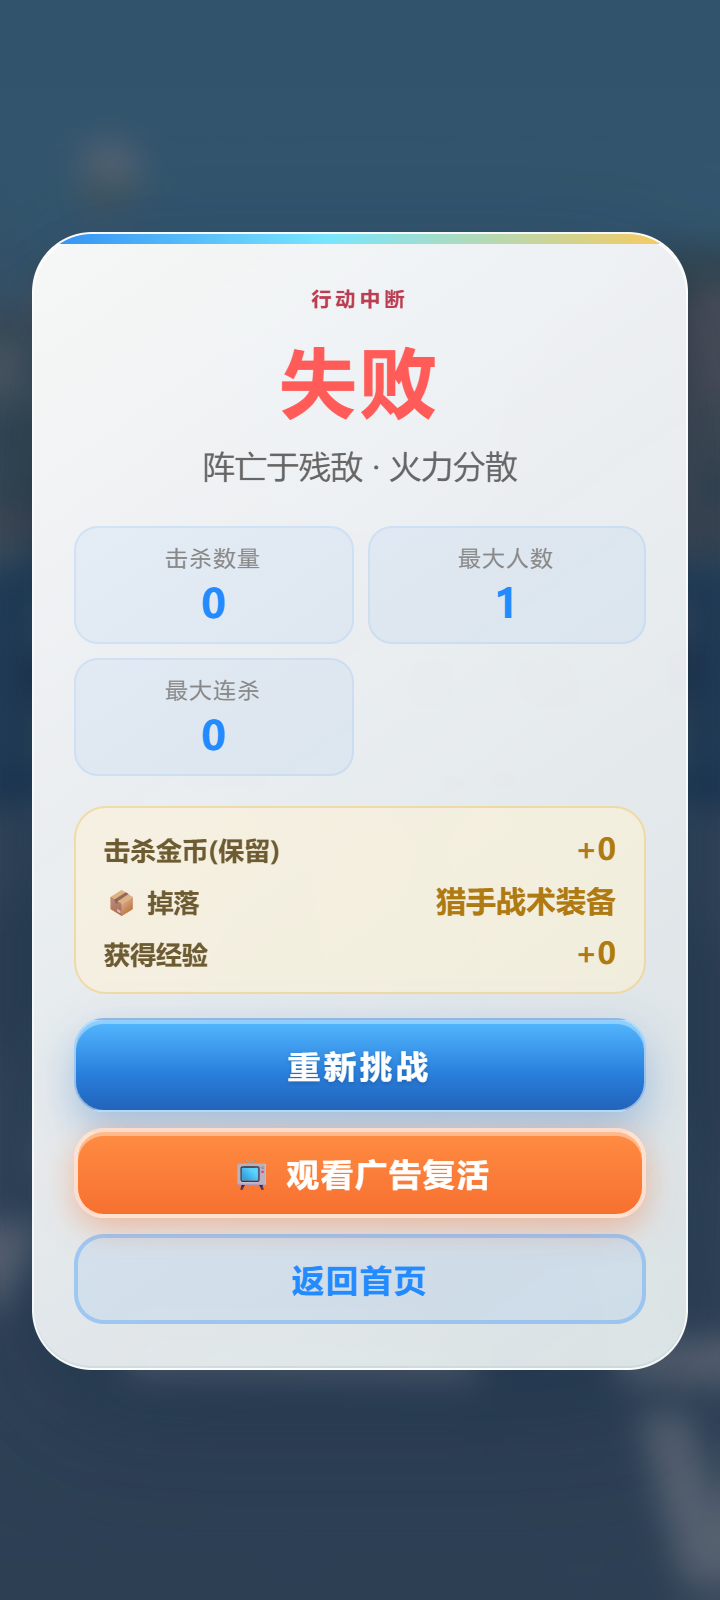 行动中断
失败
阵亡于残敌 · 火力分散
击杀数量
0
最大人数
1
最大连杀
0
击杀金币(保留) +0
掉落 猎手战术装备
获得经验 +0
重新挑战
观看广告复活
返回首页